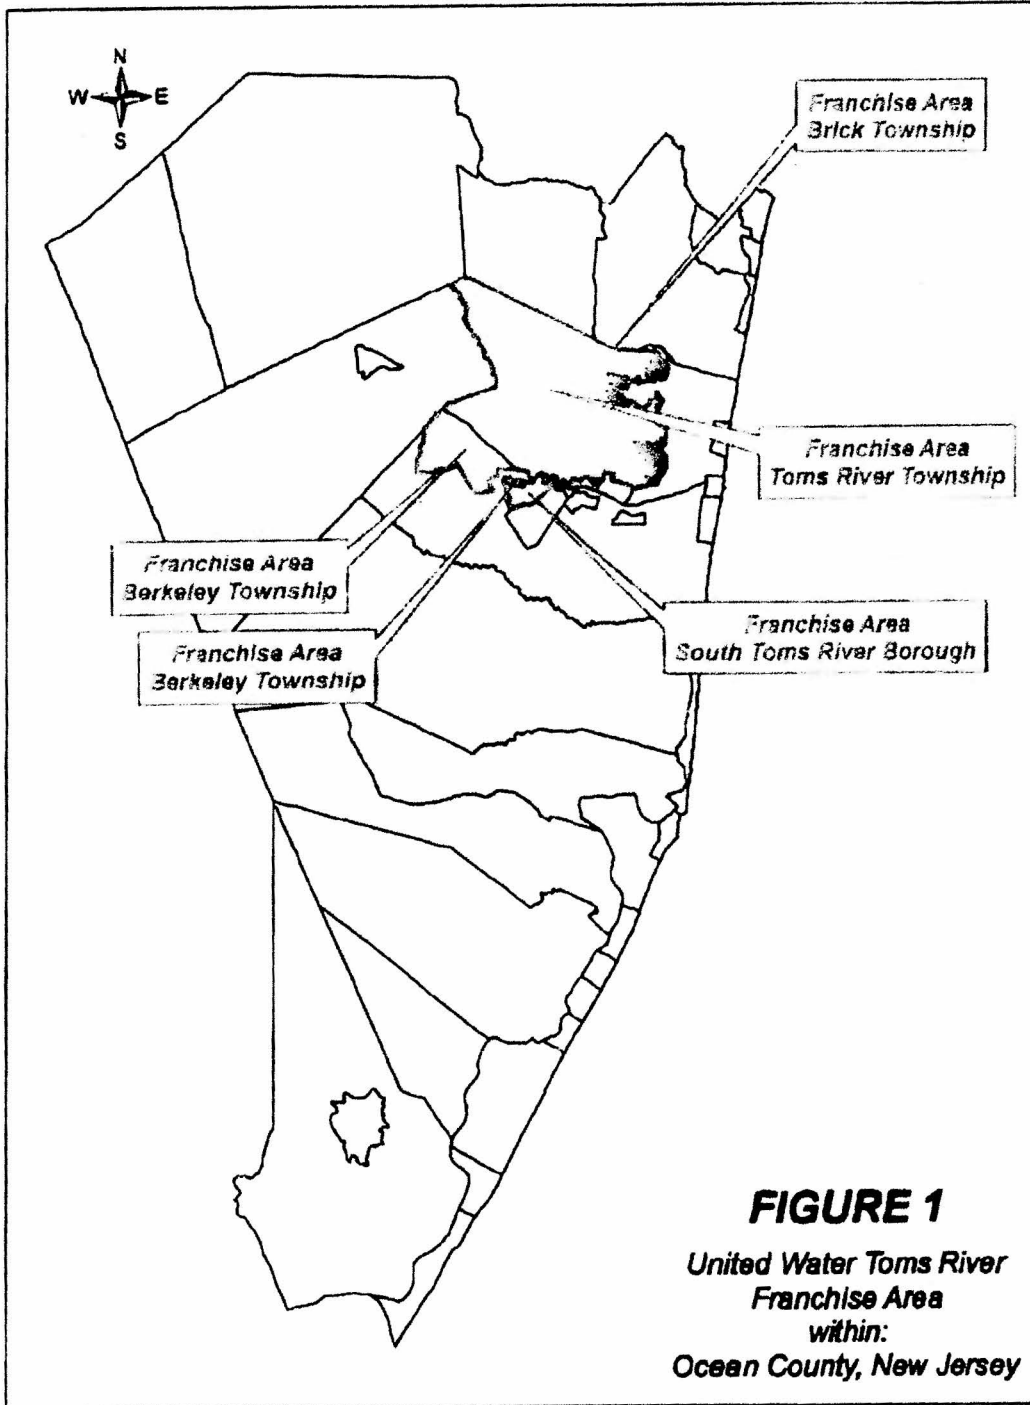 N
W E
S
Franchise Area
Brick Township
Franchise Area
Toms River Township
Franchise Area
Berkeley Township
Franchise Area
Berkeley Township
Franchise Area
South Toms River Borough
FIGURE 1
United Water Toms River
Franchise Area
within:
Ocean County, New Jersey